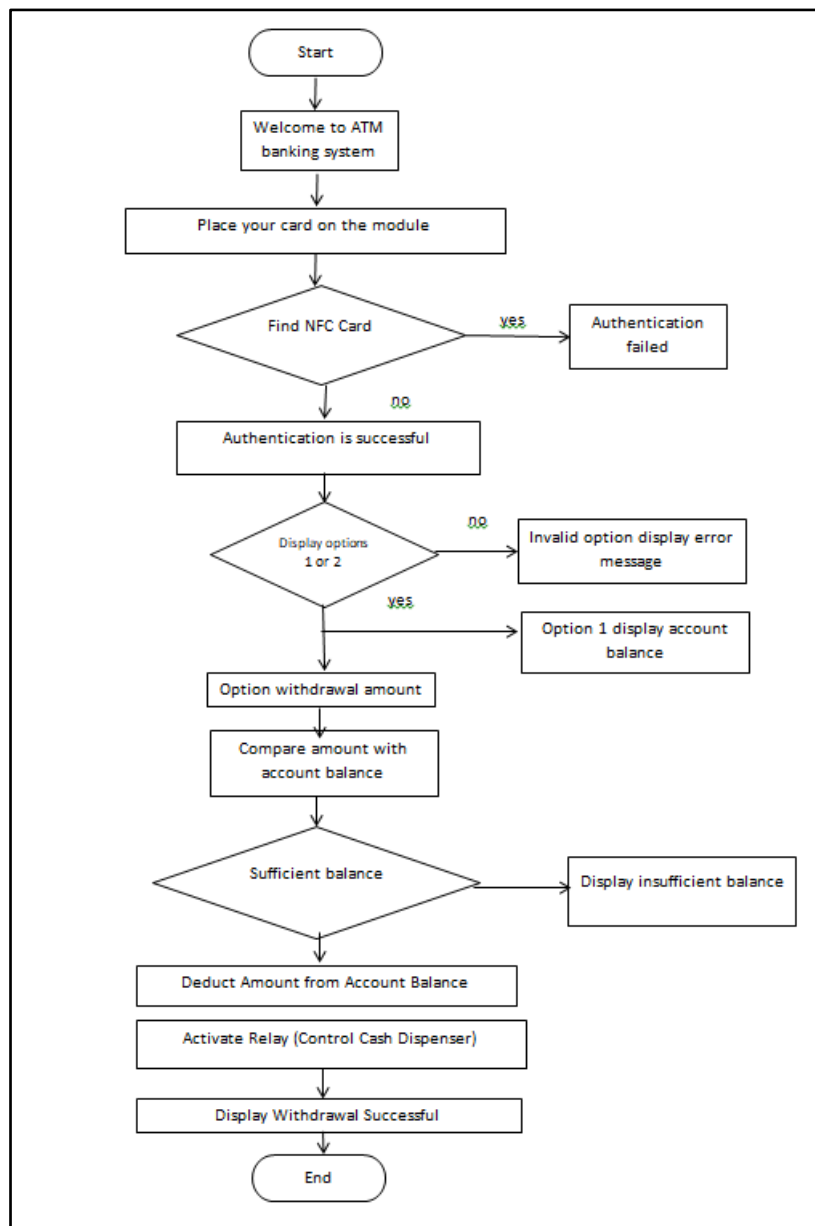 Start
Welcome to ATM
banking system
Place your card on the module
Find NFC Card
yes
Authentication
failed
no
Authentication is successful
Display options
1 or 2
no
Invalid option display error
message
yes
Option 1 display account
balance
Option withdrawal amount
Compare amount with
account balance
Sufficient balance
Display insufficient balance
Deduct Amount from Account Balance
Activate Relay (Control Cash Dispenser)
Display Withdrawal Successful
End